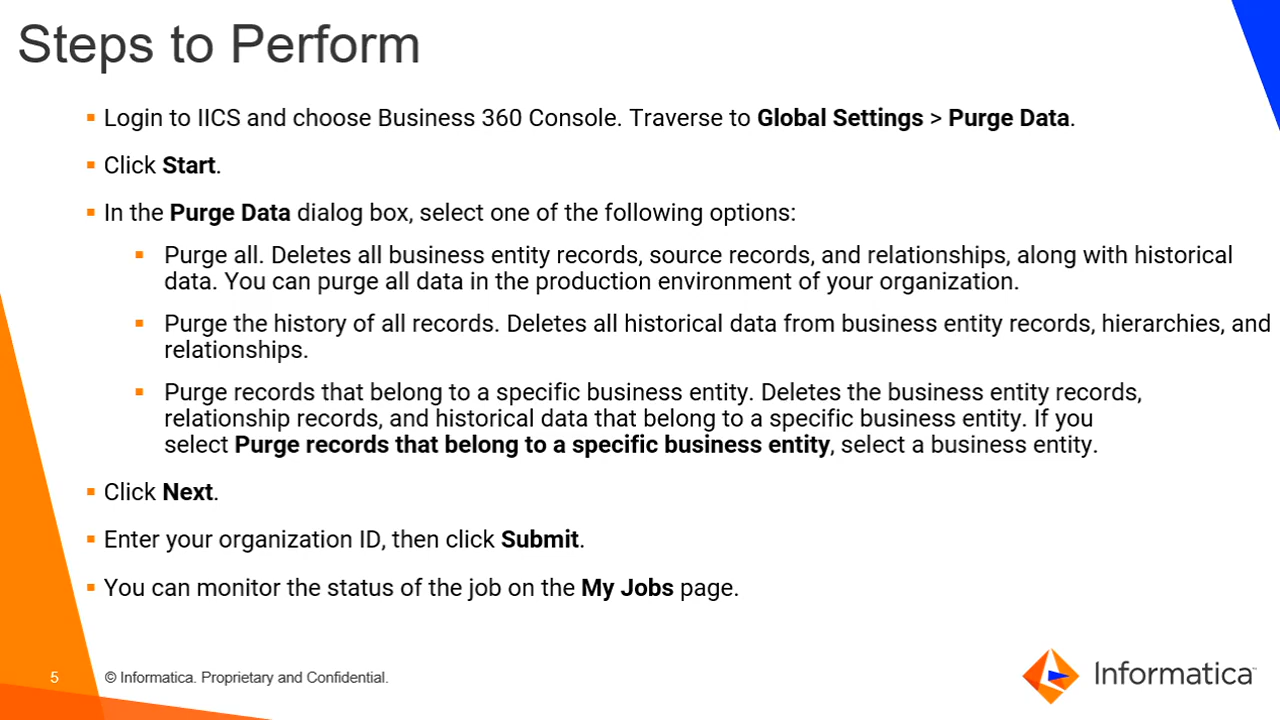 Steps to Perform
Login to IICS and choose Business 360 Console. Traverse to Global Settings > Purge Data.
Click Start.
In the Purge Data dialog box, select one of the following options:
Purge all. Deletes all business entity records, source records, and relationships, along with historical
data. You can purge all data in the production environment of your organization.
Purge the history of all records. Deletes all historical data from business entity records, hierarchies, and
relationships.
Purge records that belong to a specific business entity. Deletes the business entity records,
relationship records, and historical data that belong to a specific business entity. If you
select Purge records that belong to a specific business entity, select a business entity.
Click Next.
Enter your organization ID, then click Submit.
You can monitor the status of the job on the My Jobs page.
5
© Informatica. Proprietary and Confidential.
Informatica